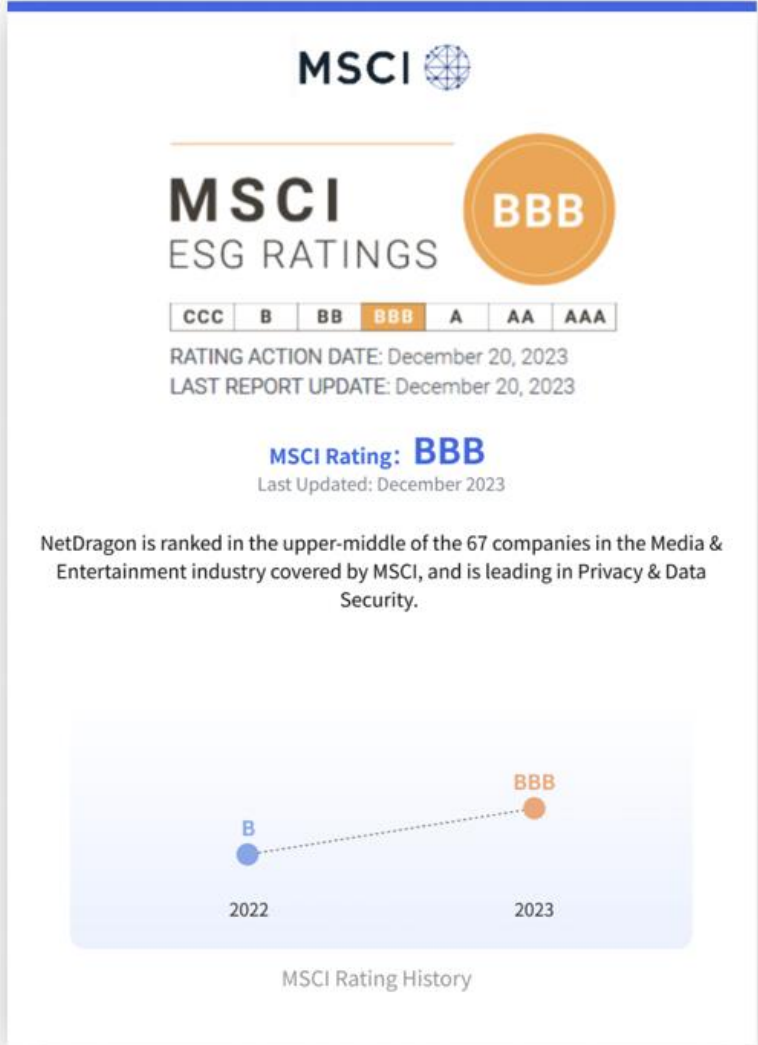 MSCI
MSCI
ESG RATINGS
BBB
CCC B BB BBB A AA AAA
RATING ACTION DATE: December 20, 2023
LAST REPORT UPDATE: December 20, 2023
MSCI Rating: BBB
Last Updated: December 2023
NetDragon is ranked in the upper-middle of the 67 companies in the Media &
Entertainment industry covered by MSCI, and is leading in Privacy & Data
Security.
BBB
B
2022 2023
MSCI Rating History